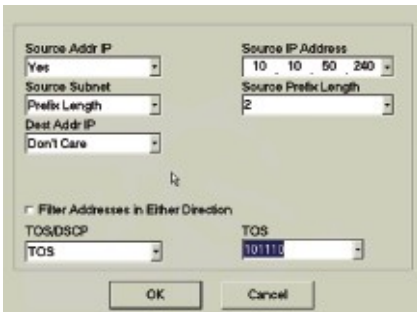 Source Addr IP Source IP Address
Yes 10 . 10 . 50 . 240
Source Subnet Source Prefix Length
Prefix Length 2
Dest Addr IP
Don't Care
Filter Addresses in Either Direction
TOS/DSCP TOS
TOS 101110
OK Cancel